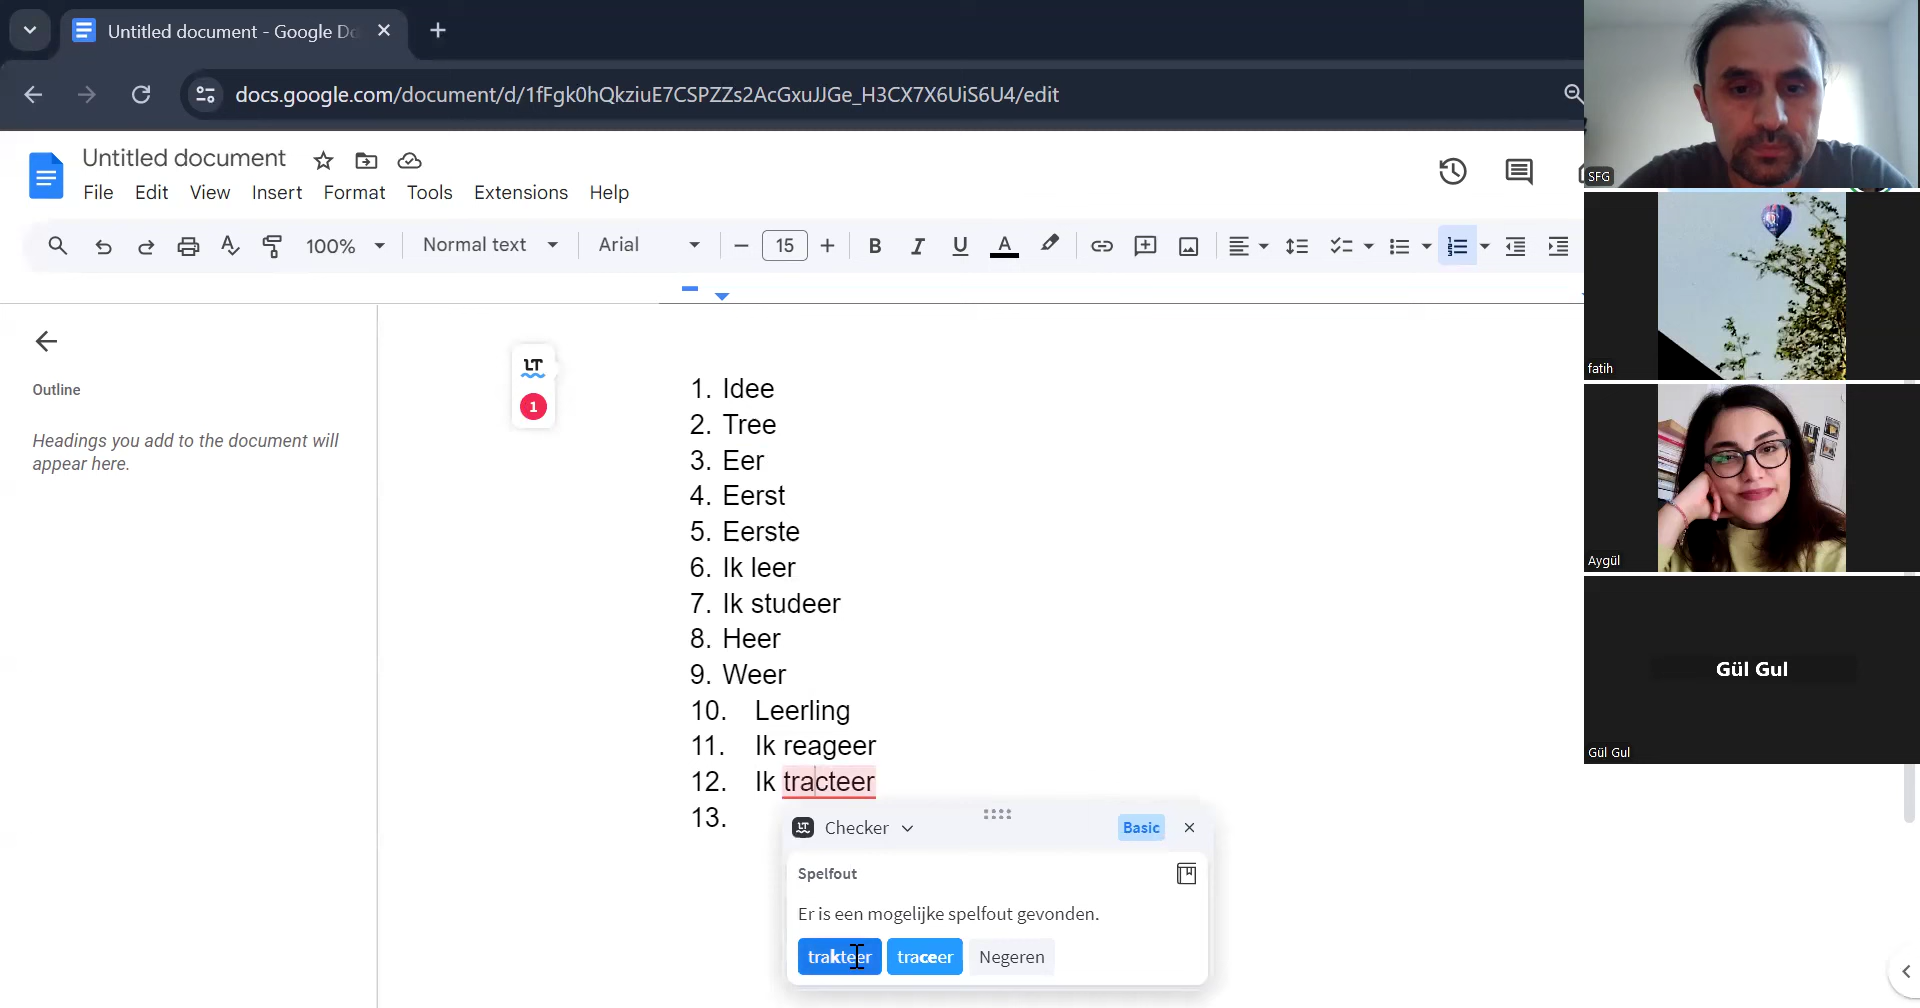 Untitled document - Google Do
docs.google.com/document/d/1fFgk0hQkziuE7CSPZZs2AcGxuJJGe_H3CX7X6UiS6U4/edit
Untitled document
File Edit View Insert Format Tools Extensions Help
100% Normal text Arial 15
Outline
Headings you add to the document will
appear here.
LT
1
1. Idee
2. Tree
3. Eer
4. Eerst
5. Eerste
6. Ik leer
7. Ik studeer
8. Heer
9. Weer
10. Leerling
11. Ik reageer
12. Ik tracteer
13.
Checker Basic
Spelfout
Er is een mogelijke spelfout gevonden.
trakteer traceer Negeren
SFG
fatih
Aygül
Gül Gul
Gül Gul